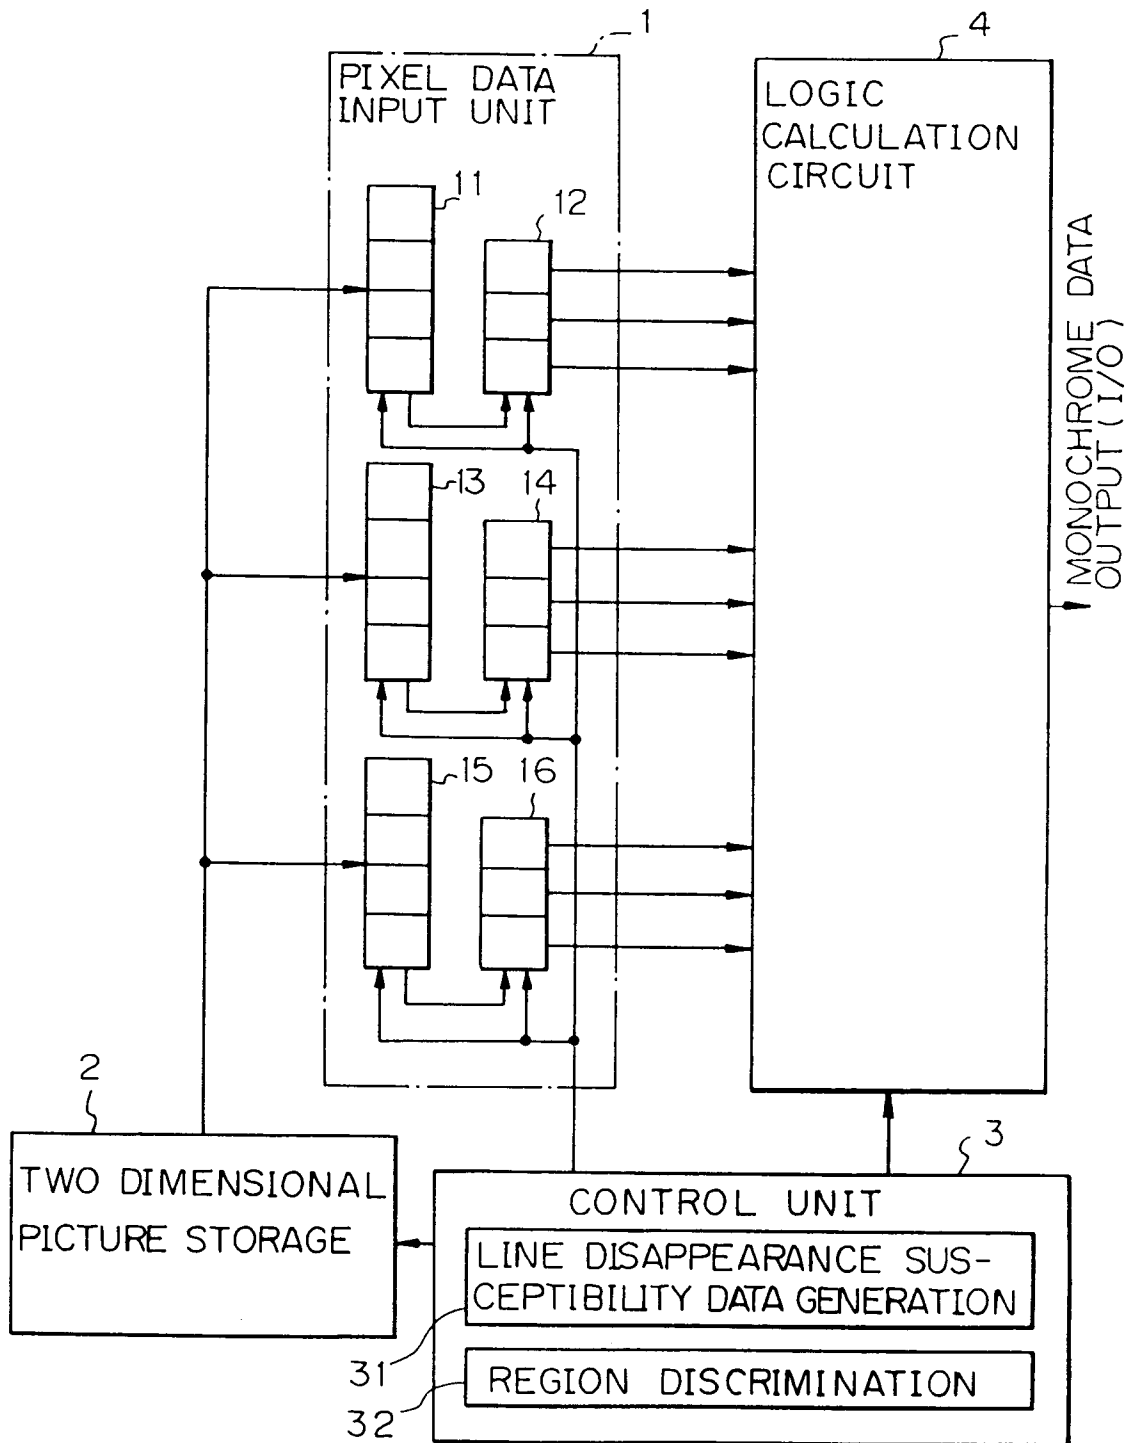 1
4
PIXEL DATA
INPUT UNIT
LOGIC
CALCULATION
CIRCUIT
11
12
MONOCHROME DATA
OUTPUT (I/O)
13
14
15
16
2
TWO DIMENSIONAL
PICTURE STORAGE
3
CONTROL UNIT
LINE DISAPPEARANCE SUS-
CEPTIBILITY DATA GENERATION
31
REGION DISCRIMINATION
32